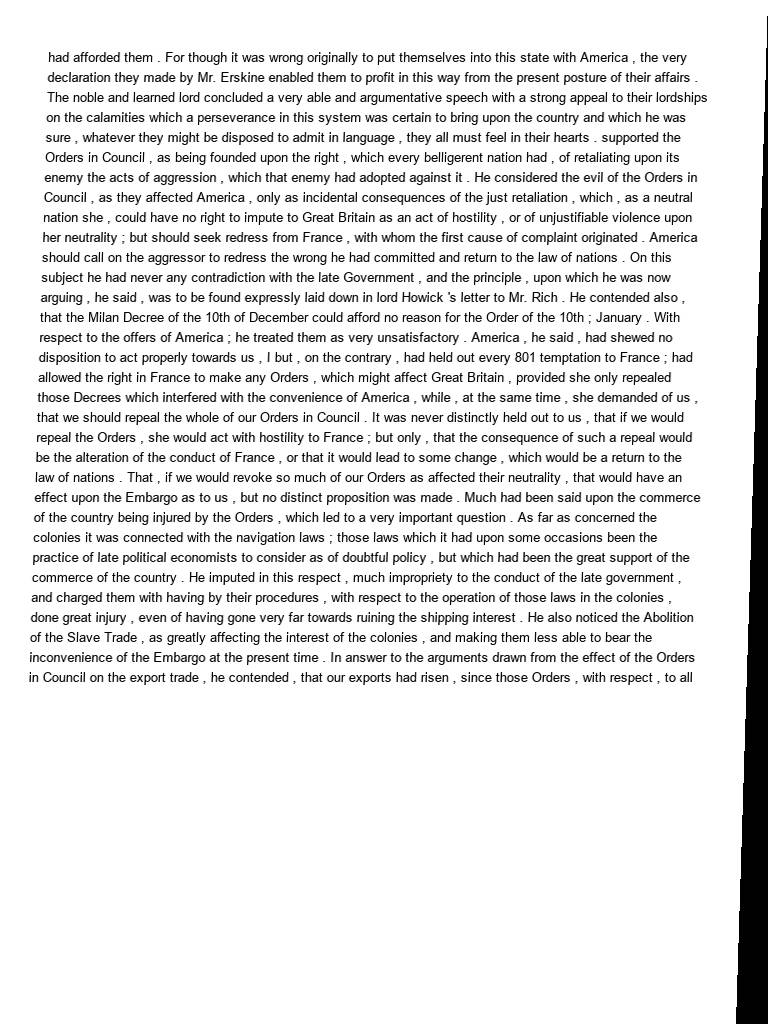 had afforded them . For though it was wrong originally to put themselves into this state with America , the very
declaration they made by Mr. Erskine enabled them to profit in this way from the present posture of their affairs .
The noble and learned lord concluded a very able and argumentative speech with a strong appeal to their lordships
on the calamities which a perseverance in this system was certain to bring upon the country and which he was
sure , whatever they might be disposed to admit in language , they all must feel in their hearts . supported the
Orders in Council , as being founded upon the right , which every belligerent nation had , of retaliating upon its
enemy the acts of aggression , which that enemy had adopted against it . He considered the evil of the Orders in
Council , as they affected America , only as incidental consequences of the just retaliation , which , as a neutral
nation she , could have no right to impute to Great Britain as an act of hostility , or of unjustifiable violence upon
her neutrality ; but should seek redress from France , with whom the first cause of complaint originated . America
should call on the aggressor to redress the wrong he had committed and return to the law of nations . On this
subject he had never any contradiction with the late Government , and the principle , upon which he was now
arguing , he said , was to be found expressly laid down in lord Howick 's letter to Mr. Rich . He contended also ,
that the Milan Decree of the 10th of December could afford no reason for the Order of the 10th ; January . With
respect to the offers of America ; he treated them as very unsatisfactory . America , he said , had shewed no
disposition to act properly towards us , I but , on the contrary , had held out every 801 temptation to France ; had
allowed the right in France to make any Orders , which might affect Great Britain , provided she only repealed
those Decrees which interfered with the convenience of America , while , at the same time , she demanded of us ,
that we should repeal the whole of our Orders in Council . It was never distinctly held out to us , that if we would
repeal the Orders , she would act with hostility to France ; but only , that the consequence of such a repeal would
be the alteration of the conduct of France , or that it would lead to some change , which would be a return to the
law of nations . That , if we would revoke so much of our Orders as affected their neutrality , that would have an
effect upon the Embargo as to us , but no distinct proposition was made . Much had been said upon the commerce
of the country being injured by the Orders , which led to a very important question . As far as concerned the
colonies it was connected with the navigation laws ; those laws which it had upon some occasions been the
practice of late political economists to consider as of doubtful policy , but which had been the great support of the
commerce of the country . He imputed in this respect , much impropriety to the conduct of the late government ,
and charged them with having by their procedures , with respect to the operation of those laws in the colonies ,
done great injury , even of having gone very far towards ruining the shipping interest . He also noticed the Abolition
of the Slave Trade , as greatly affecting the interest of the colonies , and making them less able to bear the
inconvenience of the Embargo at the present time . In answer to the arguments drawn from the effect of the Orders
in Council on the export trade , he contended , that our exports had risen , since those Orders , with respect , to all